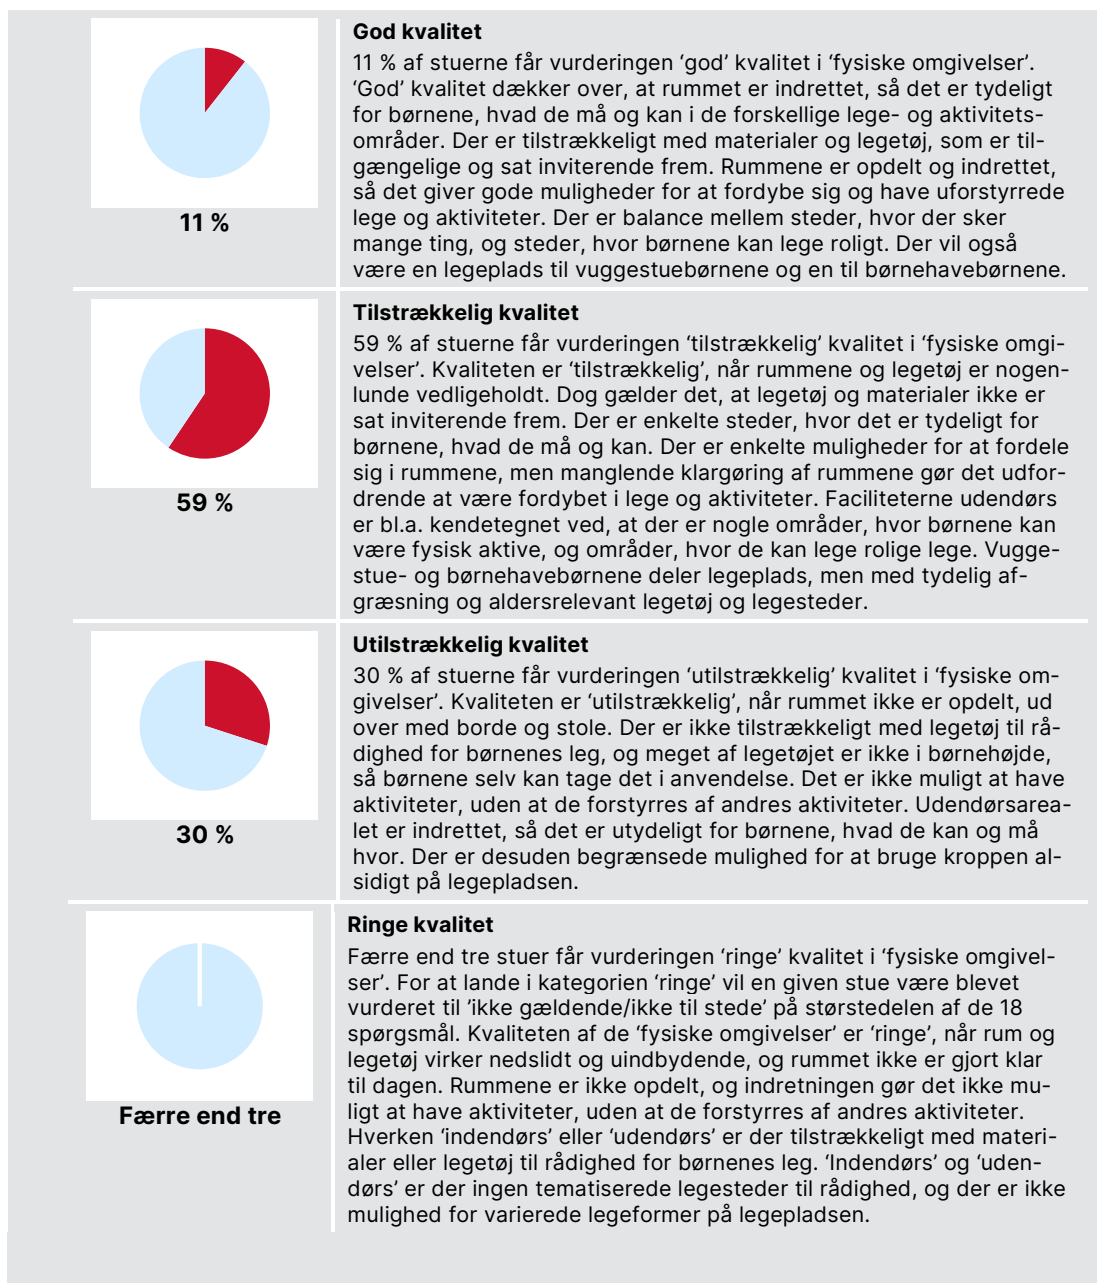 God kvalitet
11 % af stuerne får vurderingen ‘god’ kvalitet i ‘fysiske omgivelser’.
‘God’ kvalitet dækker over, at rummet er indrettet, så det er tydeligt
for børnene, hvad de må og kan i de forskellige lege- og aktivitets-
områder. Der er tilstrækkeligt med materialer og legetøj, som er til-
gængelige og sat inviterende frem. Rummene er opdelt og indrettet,
så det giver gode muligheder for at fordybe sig og have uforstyrrede
lege og aktiviteter. Der er balance mellem steder, hvor der sker
mange ting, og steder, hvor børnene kan lege roligt. Der vil også
være en legeplads til vuggestuebørnene og en til børnehavebørnene.
11 %
Tilstrækkelig kvalitet
59 % af stuerne får vurderingen ‘tilstrækkelig’ kvalitet i ‘fysiske omgi-
velser’. Kvaliteten er ‘tilstrækkelig’, når rummene og legetøj er nogen-
lunde vedligeholdt. Dog gælder det, at legetøj og materialer ikke er
sat inviterende frem. Der er enkelte steder, hvor det er tydeligt for
børnene, hvad de må og kan. Der er enkelte muligheder for at fordele
sig i rummene, men manglende klargøring af rummene gør det udfor-
drende at være fordybet i lege og aktiviteter. Faciliteterne udendørs
er bl.a. kendetegnet ved, at der er nogle områder, hvor børnene kan
være fysisk aktive, og områder, hvor de kan lege rolige lege. Vugge-
stue- og børnehavebørnene deler legeplads, men med tydelig af-
græsning og aldersrelevant legetøj og legesteder.
59 %
Utilstrækkelig kvalitet
30 % af stuerne får vurderingen ‘utilstrækkelig’ kvalitet i ‘fysiske om-
givelser’. Kvaliteten er ‘utilstrækkelig’, når rummet ikke er opdelt, ud
over med borde og stole. Der er ikke tilstrækkeligt med legetøj til rå-
dighed for børnenes leg, og meget af legetøjet er ikke i børnehøjde,
så børnene selv kan tage det i anvendelse. Det er ikke muligt at have
aktiviteter, uden at de forstyrres af andres aktiviteter. Udendørsarea-
let er indrettet, så det er utydeligt for børnene, hvad de kan og må
hvor. Der er desuden begrænsede mulighed for at bruge kroppen al-
sidigt på legepladsen.
30 %
Ringe kvalitet
Færre end tre stuer får vurderingen ‘ringe’ kvalitet i ‘fysiske omgivel-
ser’. For at lande i kategorien ‘ringe’ vil en given stue være blevet
vurderet til ’ikke gældende/ikke til stede’ på størstedelen af de 18
spørgsmål. Kvaliteten af de ‘fysiske omgivelser’ er ‘ringe’, når rum og
legetøj virker nedslidt og uindbydende, og rummet ikke er gjort klar
til dagen. Rummene er ikke opdelt, og indretningen gør det ikke mu-
ligt at have aktiviteter, uden at de forstyrres af andres aktiviteter.
Hverken ‘indendørs’ eller ‘udendørs’ er der tilstrækkeligt med materi-
aler eller legetøj til rådighed for børnenes leg. ‘Indendørs’ og ‘uden-
dørs’ er der ingen tematiserede legesteder til rådighed, og der er ikke
mulighed for varierede legeformer på legepladsen.
Færre end tre